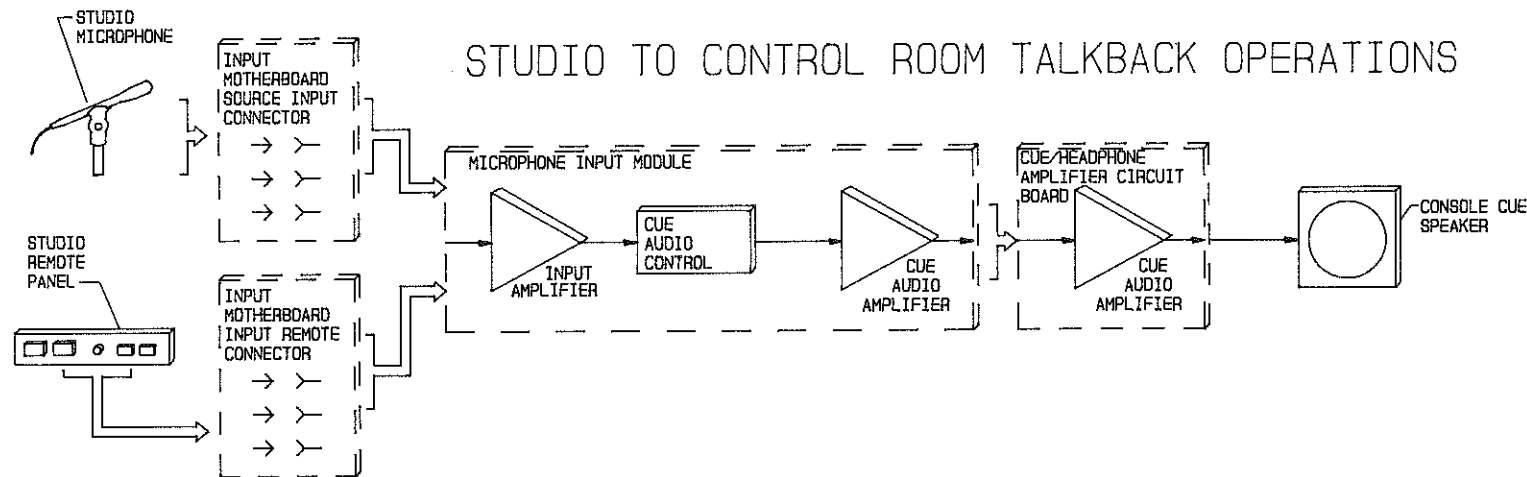 STUDIO TO CONTROL ROOM TALKBACK OPERATIONS
STUDIO
MICROPHONE
INPUT
MOTHERBOARD
SOURCE INPUT
CONNECTOR
MICROPHONE INPUT MODULE
INPUT
AMPLIFIER
CUE
AUDIO
CONTROL
CUE
AUDIO
AMPLIFIER
CUE/HEADPHONE
AMPLIFIER CIRCUIT
BOARD
CUE
AUDIO
AMPLIFIER
CONSOLE CUE
SPEAKER
STUDIO
REMOTE
PANEL
INPUT
MOTHERBOARD
INPUT REMOTE
CONNECTOR